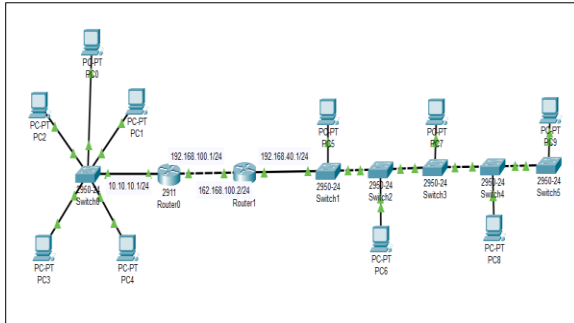 PC-PT
PC0
PC-PT
PC2
PC-PT
PC1
PC-PT
PC5
PC-PT
PC7
PC-PT
PC9
192.168.100.1/24
192.168.40.1/24
2950-24
Switch0
10.10.10.1/24
2911
Router0
162.168.100.2/24
Router1
2950-24
Switch1
2950-24
Switch2
2950-24
Switch3
2950-24
Switch4
2950-24
Switch5
PC-PT
PC3
PC-PT
PC4
PC-PT
PC6
PC-PT
PC8